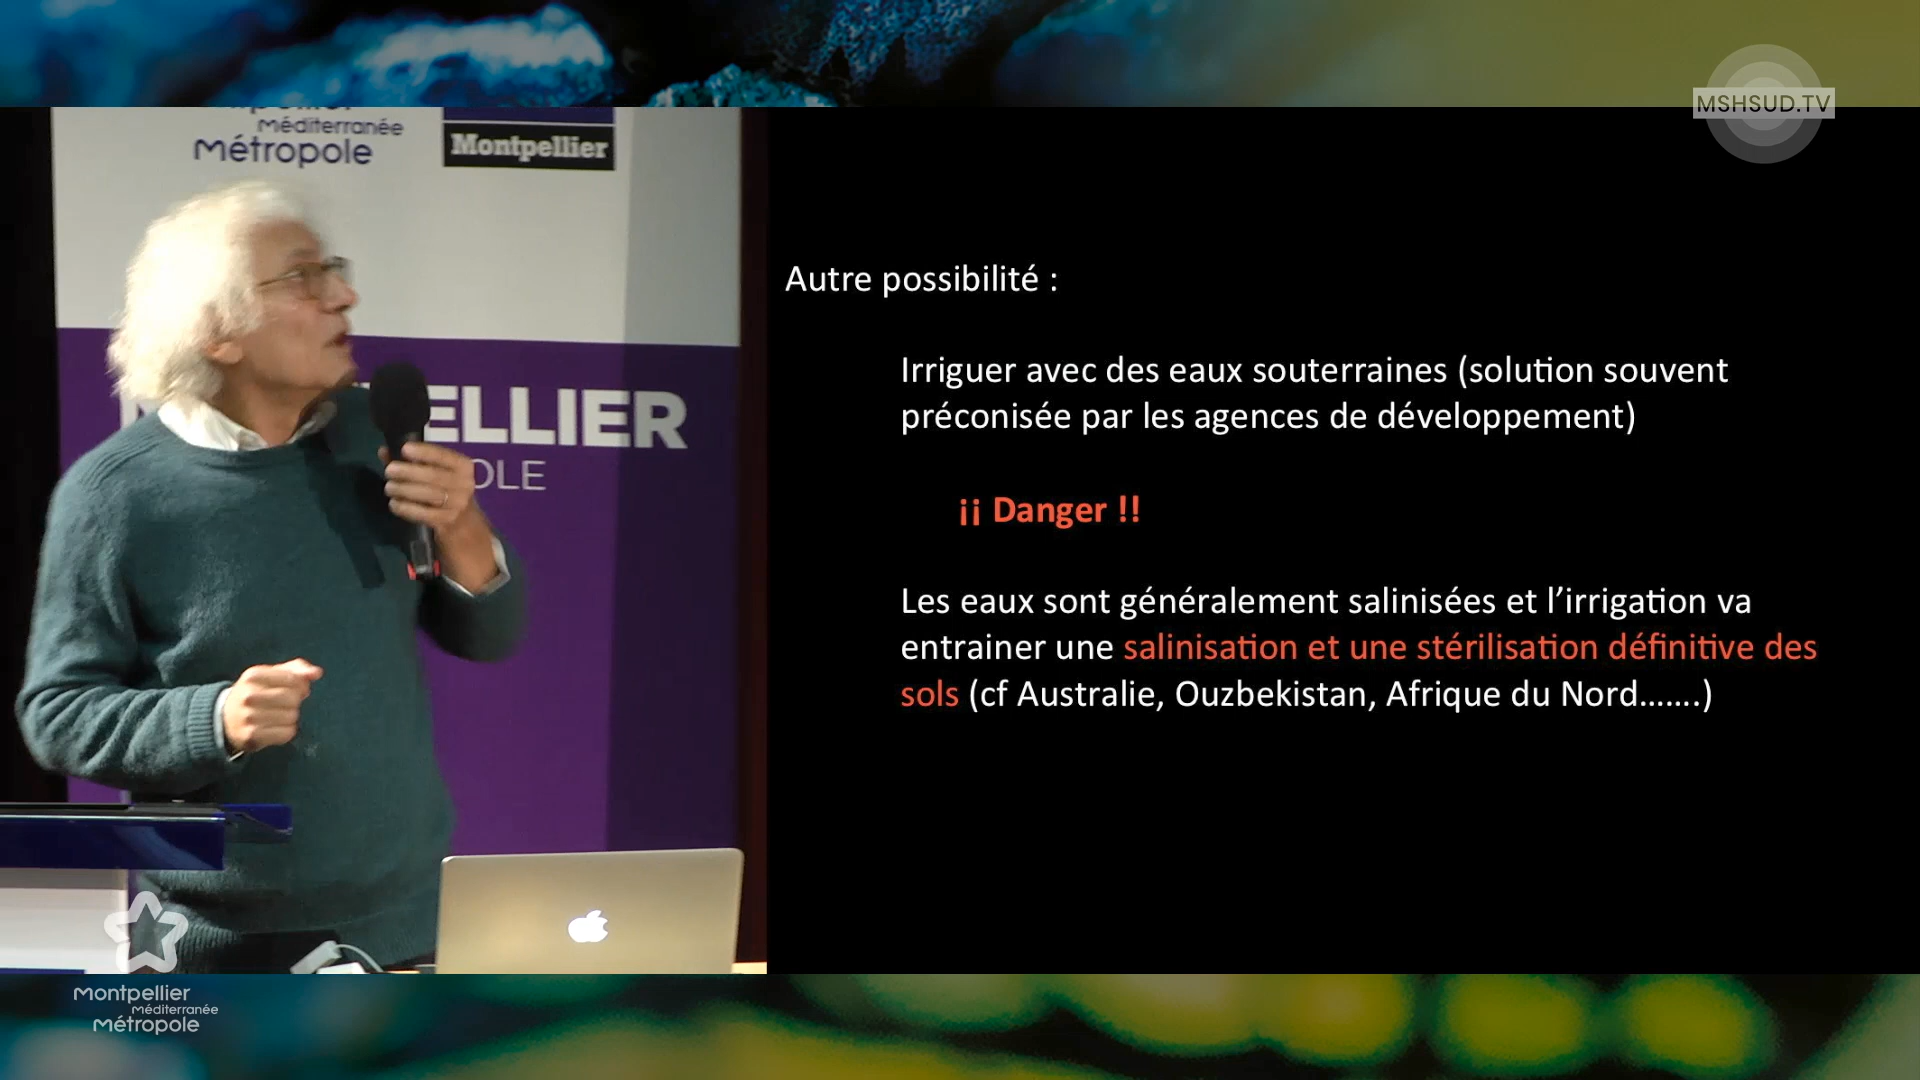 MSHSUD.TV
méditerranée
métropole
Montpellier
ELLIER
OLE
Autre possibilité :
Irriguer avec des eaux souterraines (solution souvent
préconisée par les agences de développement)
¡¡ Danger !!
Les eaux sont généralement salinisées et l’irrigation va
entrainer une salinisation et une stérilisation définitive des
sols (cf Australie, Ouzbekistan, Afrique du Nord…….)
montpellier
méditerranée
métropole